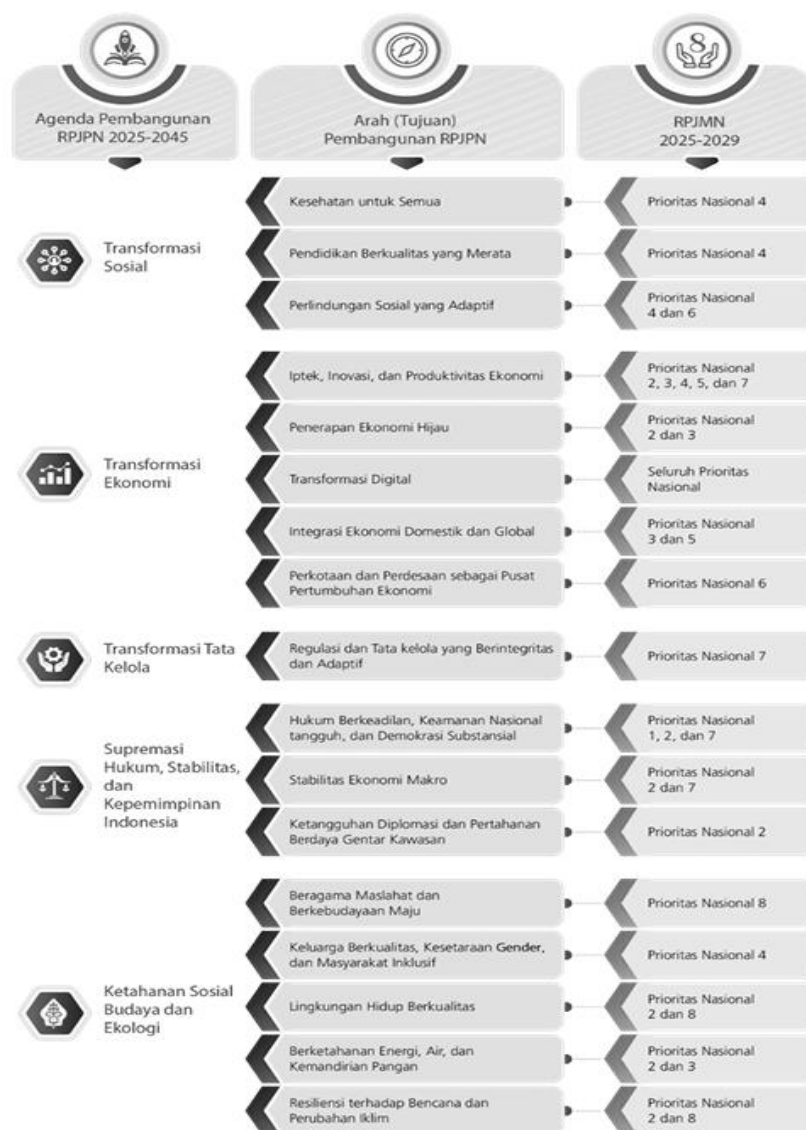 8
Agenda Pembangunan
RPJPN 2025-2045
Arah (Tujuan)
Pembangunan RPJPN
RPJMN
2025-2029
Transformasi
Sosial
Kesehatan untuk Semua
Prioritas Nasional 4
Pendidikan Berkualitas yang Merata
Prioritas Nasional 4
Perlindungan Sosial yang Adaptif
Prioritas Nasional
4 dan 6
Transformasi
Ekonomi
Iptek, Inovasi, dan Produktivitas Ekonomi
Prioritas Nasional
2, 3, 4, 5, dan 7
Penerapan Ekonomi Hijau
Prioritas Nasional
2 dan 3
Transformasi Digital
Seluruh Prioritas
Nasional
Integrasi Ekonomi Domestik dan Global
Prioritas Nasional
3 dan 5
Perkotaan dan Perdesaan sebagai Pusat
Pertumbuhan Ekonomi
Prioritas Nasional 6
Transformasi Tata
Kelola
Regulasi dan Tata kelola yang Berintegritas
dan Adaptif
Prioritas Nasional 7
Supremasi
Hukum, Stabilitas,
dan
Kepemimpinan
Indonesia
Hukum Berkeadilan, Keamanan Nasional
tangguh, dan Demokrasi Substansial
Prioritas Nasional
1, 2, dan 7
Stabilitas Ekonomi Makro
Prioritas Nasional
2 dan 7
Ketangguhan Diplomasi dan Pertahanan
Berdaya Gentar Kawasan
Prioritas Nasional 2
Ketahanan Sosial
Budaya dan
Ekologi
Beragama Maslahat dan
Berkebudayaan Maju
Prioritas Nasional 8
Keluarga Berkualitas, Kesetaraan Gender,
dan Masyarakat Inklusif
Prioritas Nasional 4
Lingkungan Hidup Berkualitas
Prioritas Nasional
2 dan 8
Berketahanan Energi, Air, dan
Kemandirian Pangan
Prioritas Nasional
2 dan 3
Resiliensi terhadap Bencana dan
Perubahan Iklim
Prioritas Nasional
2 dan 8